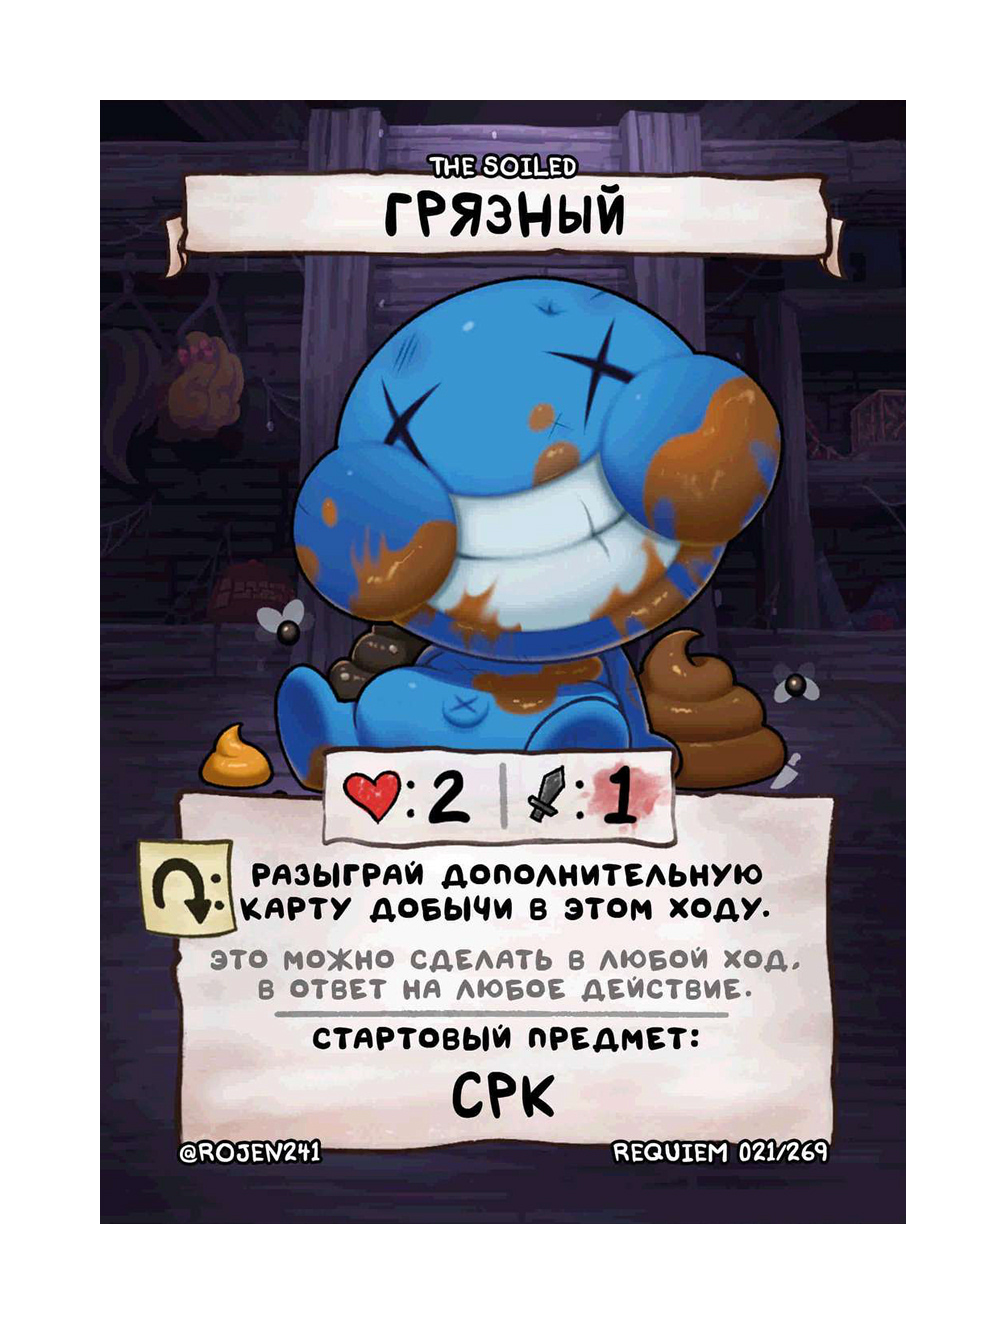 THE SOILED
ГРЯЗНЫЙ
:2 | :1
РАЗЫГРАЙ ДОПОЛНИТЕЛЬНУЮ
КАРТУ ДОБЫЧИ В ЭТОМ ХОДУ.
ЭТО МОЖНО СДЕЛАТЬ В ЛЮБОЙ ХОД,
В ОТВЕТ НА ЛЮБОЕ ДЕЙСТВИЕ.
СТАРТОВЫЙ ПРЕДМЕТ:
СРК
@ROJEN241
REQUIEM 021/269